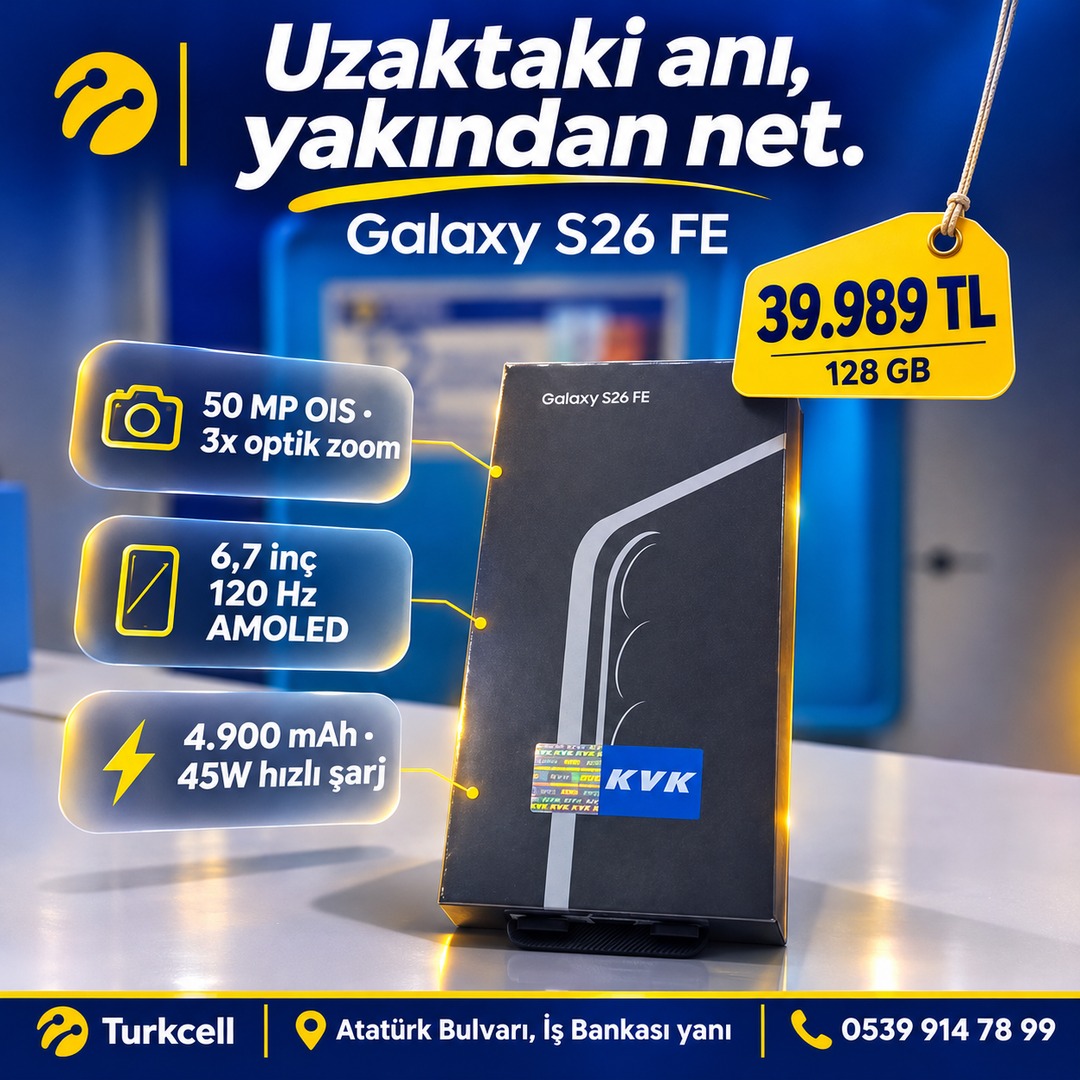 Uzaktaki anı,
yakından net.
Galaxy S26 FE
39.989 TL
128 GB
50 MP OIS •
3x optik zoom
6,7 inç
120 Hz
AMOLED
4.900 mAh •
45W hızlı şarj
Galaxy S26 FE
KVK
Turkcell
Atatürk Bulvarı, İş Bankası yanı
0539 914 78 99